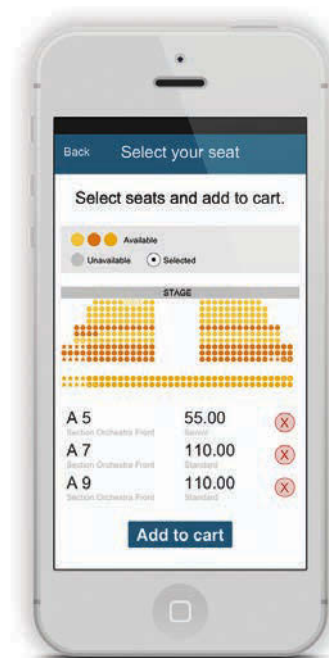 Back Select your seat
Select seats and add to cart.
Available
Unavailable Selected
STAGE
A 5 55.00 X
Section Orchestra Front Senior
A 7 110.00 X
Section Orchestra Front Standard
A 9 110.00 X
Section Orchestra Front Standard
Add to cart